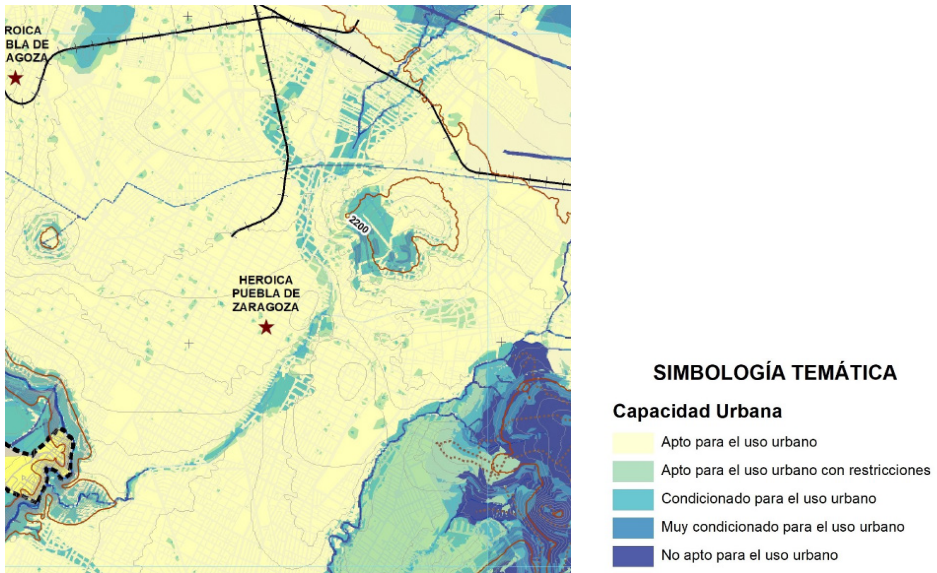 EROICA
EBLA DE
AGOZA
2200
HEROICA
PUEBLA DE
ZARAGOZA
SIMBOLOGÍA TEMÁTICA
Capacidad Urbana
Apto para el uso urbano
Apto para el uso urbano con restricciones
Condicionado para el uso urbano
Muy condicionado para el uso urbano
No apto para el uso urbano